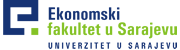 Ekonomski
fakultet u Sarajevu
UNIVERZITET U SARAJEVU